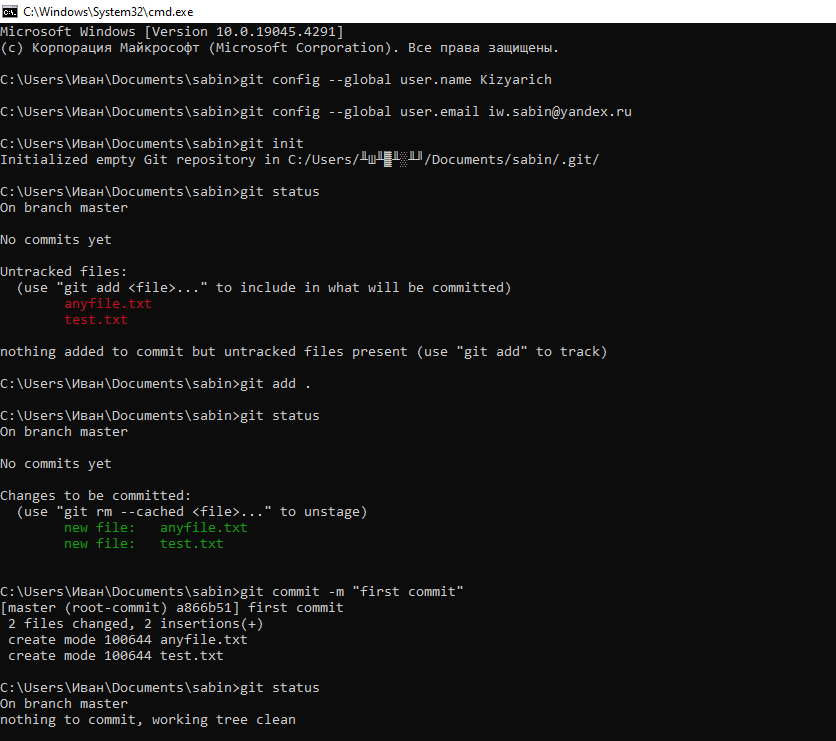 C:\Windows\System32\cmd.exe
Microsoft Windows [Version 10.0.19045.4291]
(c) Корпорация Майкрософт (Microsoft Corporation). Все права защищены.
C:\Users\Иван\Documents\sabin>git config --global user.name Kizyarich
C:\Users\Иван\Documents\sabin>git config --global user.email iw.sabin@yandex.ru
C:\Users\Иван\Documents\sabin>git init
Initialized empty Git repository in C:/Users/╨Ш╨▓╨░╨╜/Documents/sabin/.git/
C:\Users\Иван\Documents\sabin>git status
On branch master
No commits yet
Untracked files:
  (use "git add <file>..." to include in what will be committed)
        anyfile.txt
        test.txt
nothing added to commit but untracked files present (use "git add" to track)
C:\Users\Иван\Documents\sabin>git add .
C:\Users\Иван\Documents\sabin>git status
On branch master
No commits yet
Changes to be committed:
  (use "git rm --cached <file>..." to unstage)
        new file:   anyfile.txt
        new file:   test.txt
C:\Users\Иван\Documents\sabin>git commit -m "first commit"
[master (root-commit) a866b51] first commit
 2 files changed, 2 insertions(+)
 create mode 100644 anyfile.txt
 create mode 100644 test.txt
C:\Users\Иван\Documents\sabin>git status
On branch master
nothing to commit, working tree clean